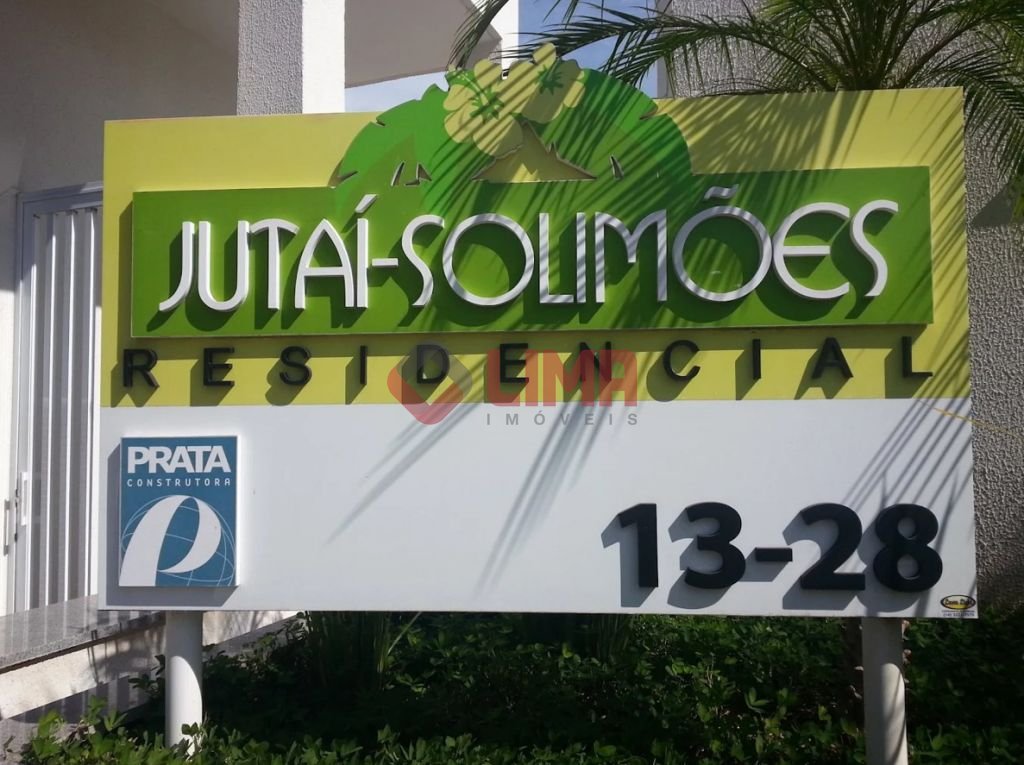 JUTAÍ-SOLIMÕES
RESIDENCIAL
LIMA
IMÓVEIS
PRATA
CONSTRUTORA
13-28